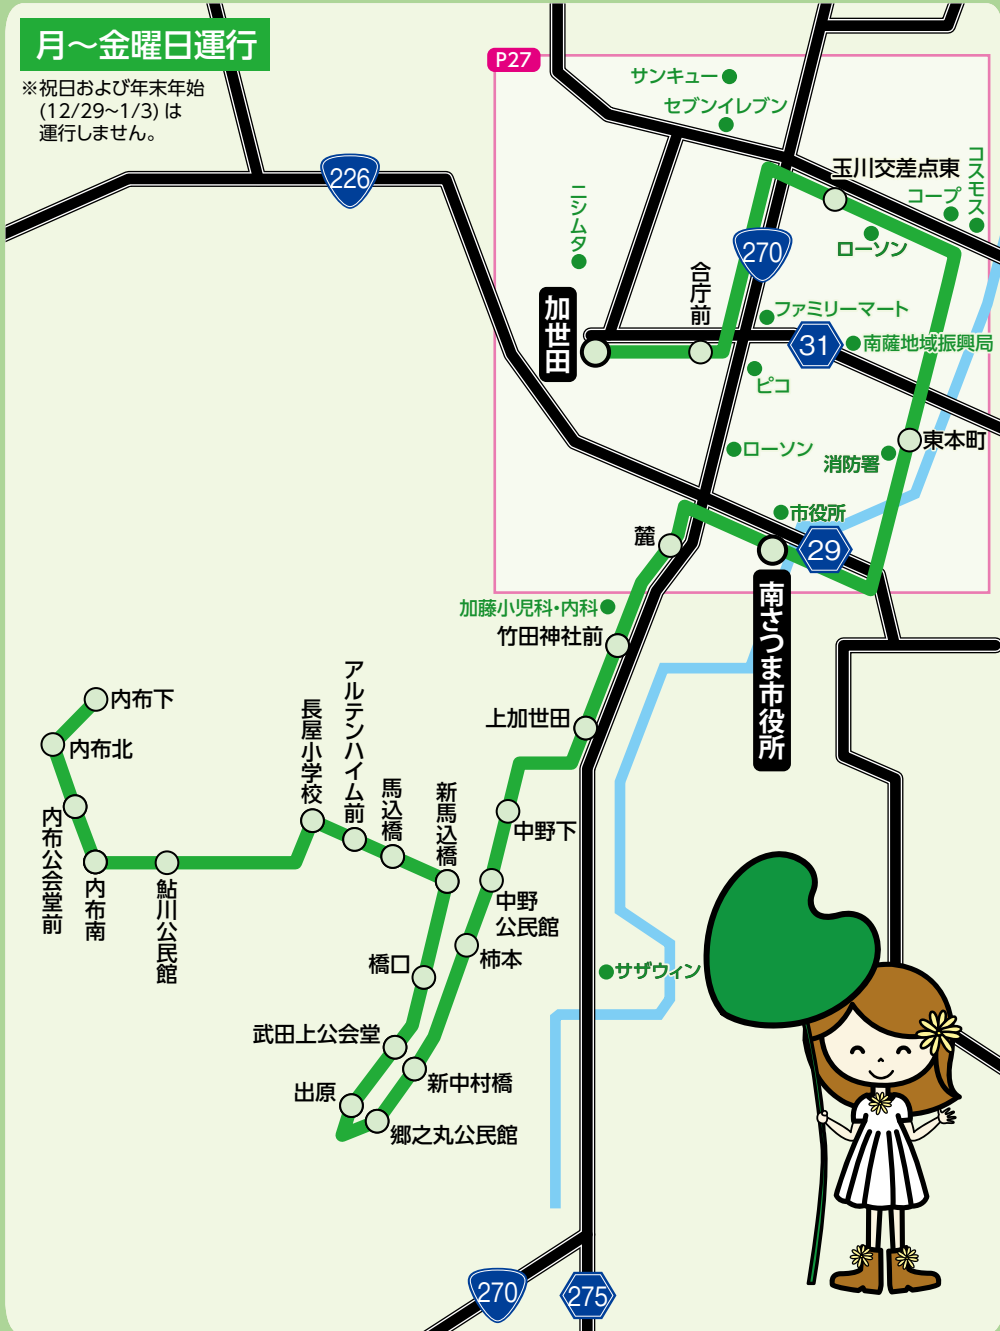 月～金曜日運行
※祝日および年末年始
(12/29～1/3) は
運行しません。
P27
サンキュー
セブンイレブン
226
玉川交差点東
コスモス
コープ
ニシムタ
270
ローソン
合庁前
加世田
ファミリーマート
31
南薩地域振興局
ピコ
東本町
ローソン
消防署
市役所
麓
29
南さつま市役所
加藤小児科・内科
竹田神社前
上加世田
アルテンハイム前
内布下
長屋小学校
内布北
馬込橋
新馬込橋
中野下
内布公会堂前
内布南
鮎川公民館
中野
公民館
柿本
橋口
サザウィン
武田上公会堂
新中村橋
出原
郷之丸公民館
270
275